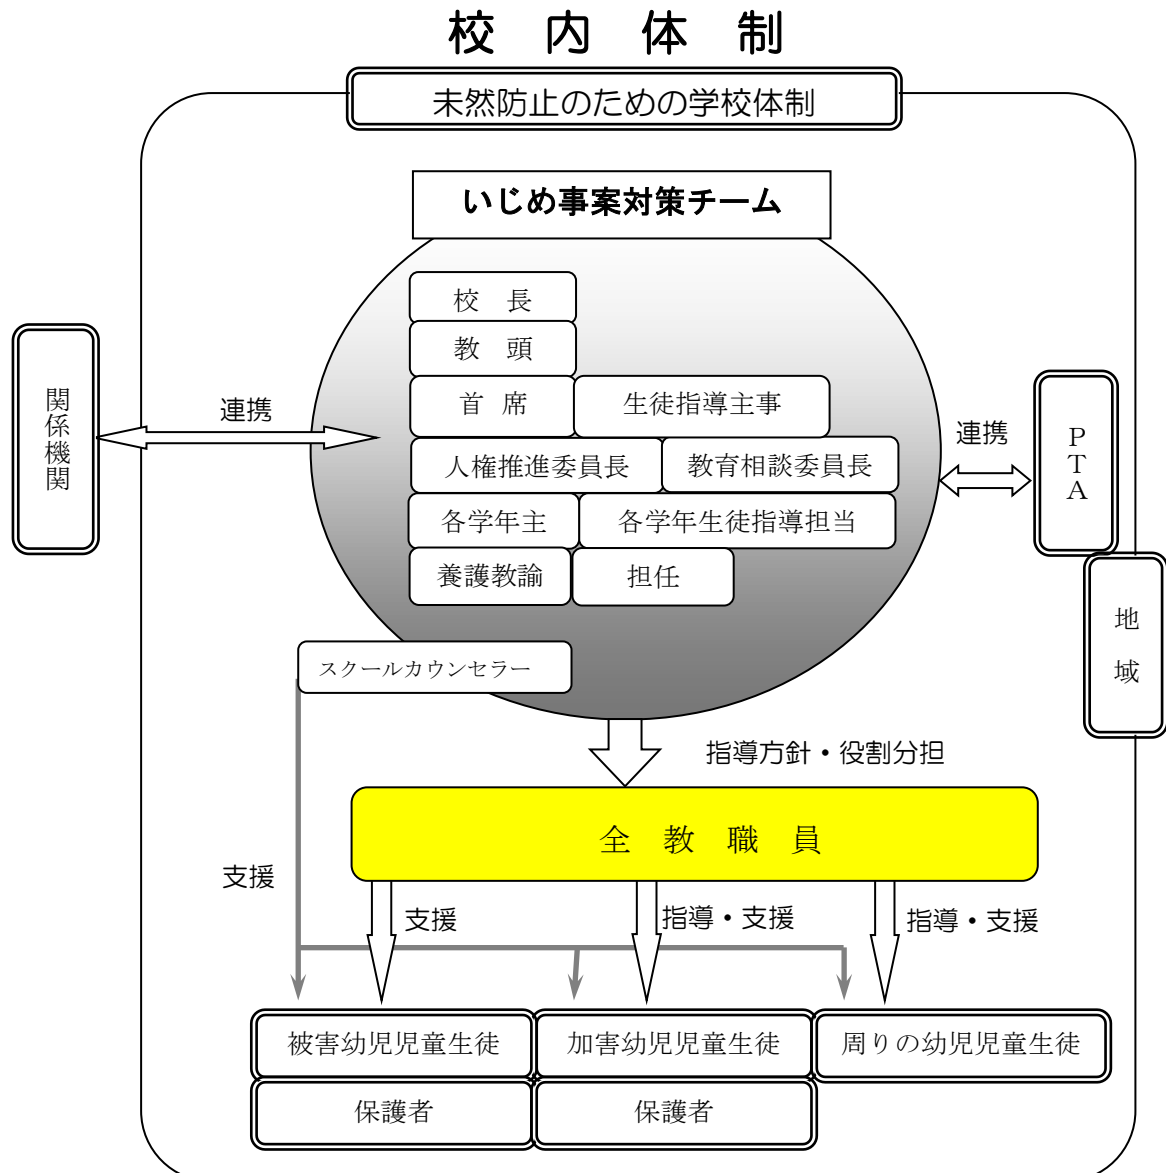 校 内 体 制
未然防止のための学校体制
いじめ事案対策チーム
校 長
教 頭
首 席
生徒指導主事
人権推進委員長
教育相談委員長
各学年主
各学年生徒指導担当
養護教諭
担任
スクールカウンセラー
関係機関
連携
連携
PTA
地域
指導方針・役割分担
全 教 職 員
支援
支援
指導・支援
指導・支援
被害幼児児童生徒
加害幼児児童生徒
周りの幼児児童生徒
保護者
保護者